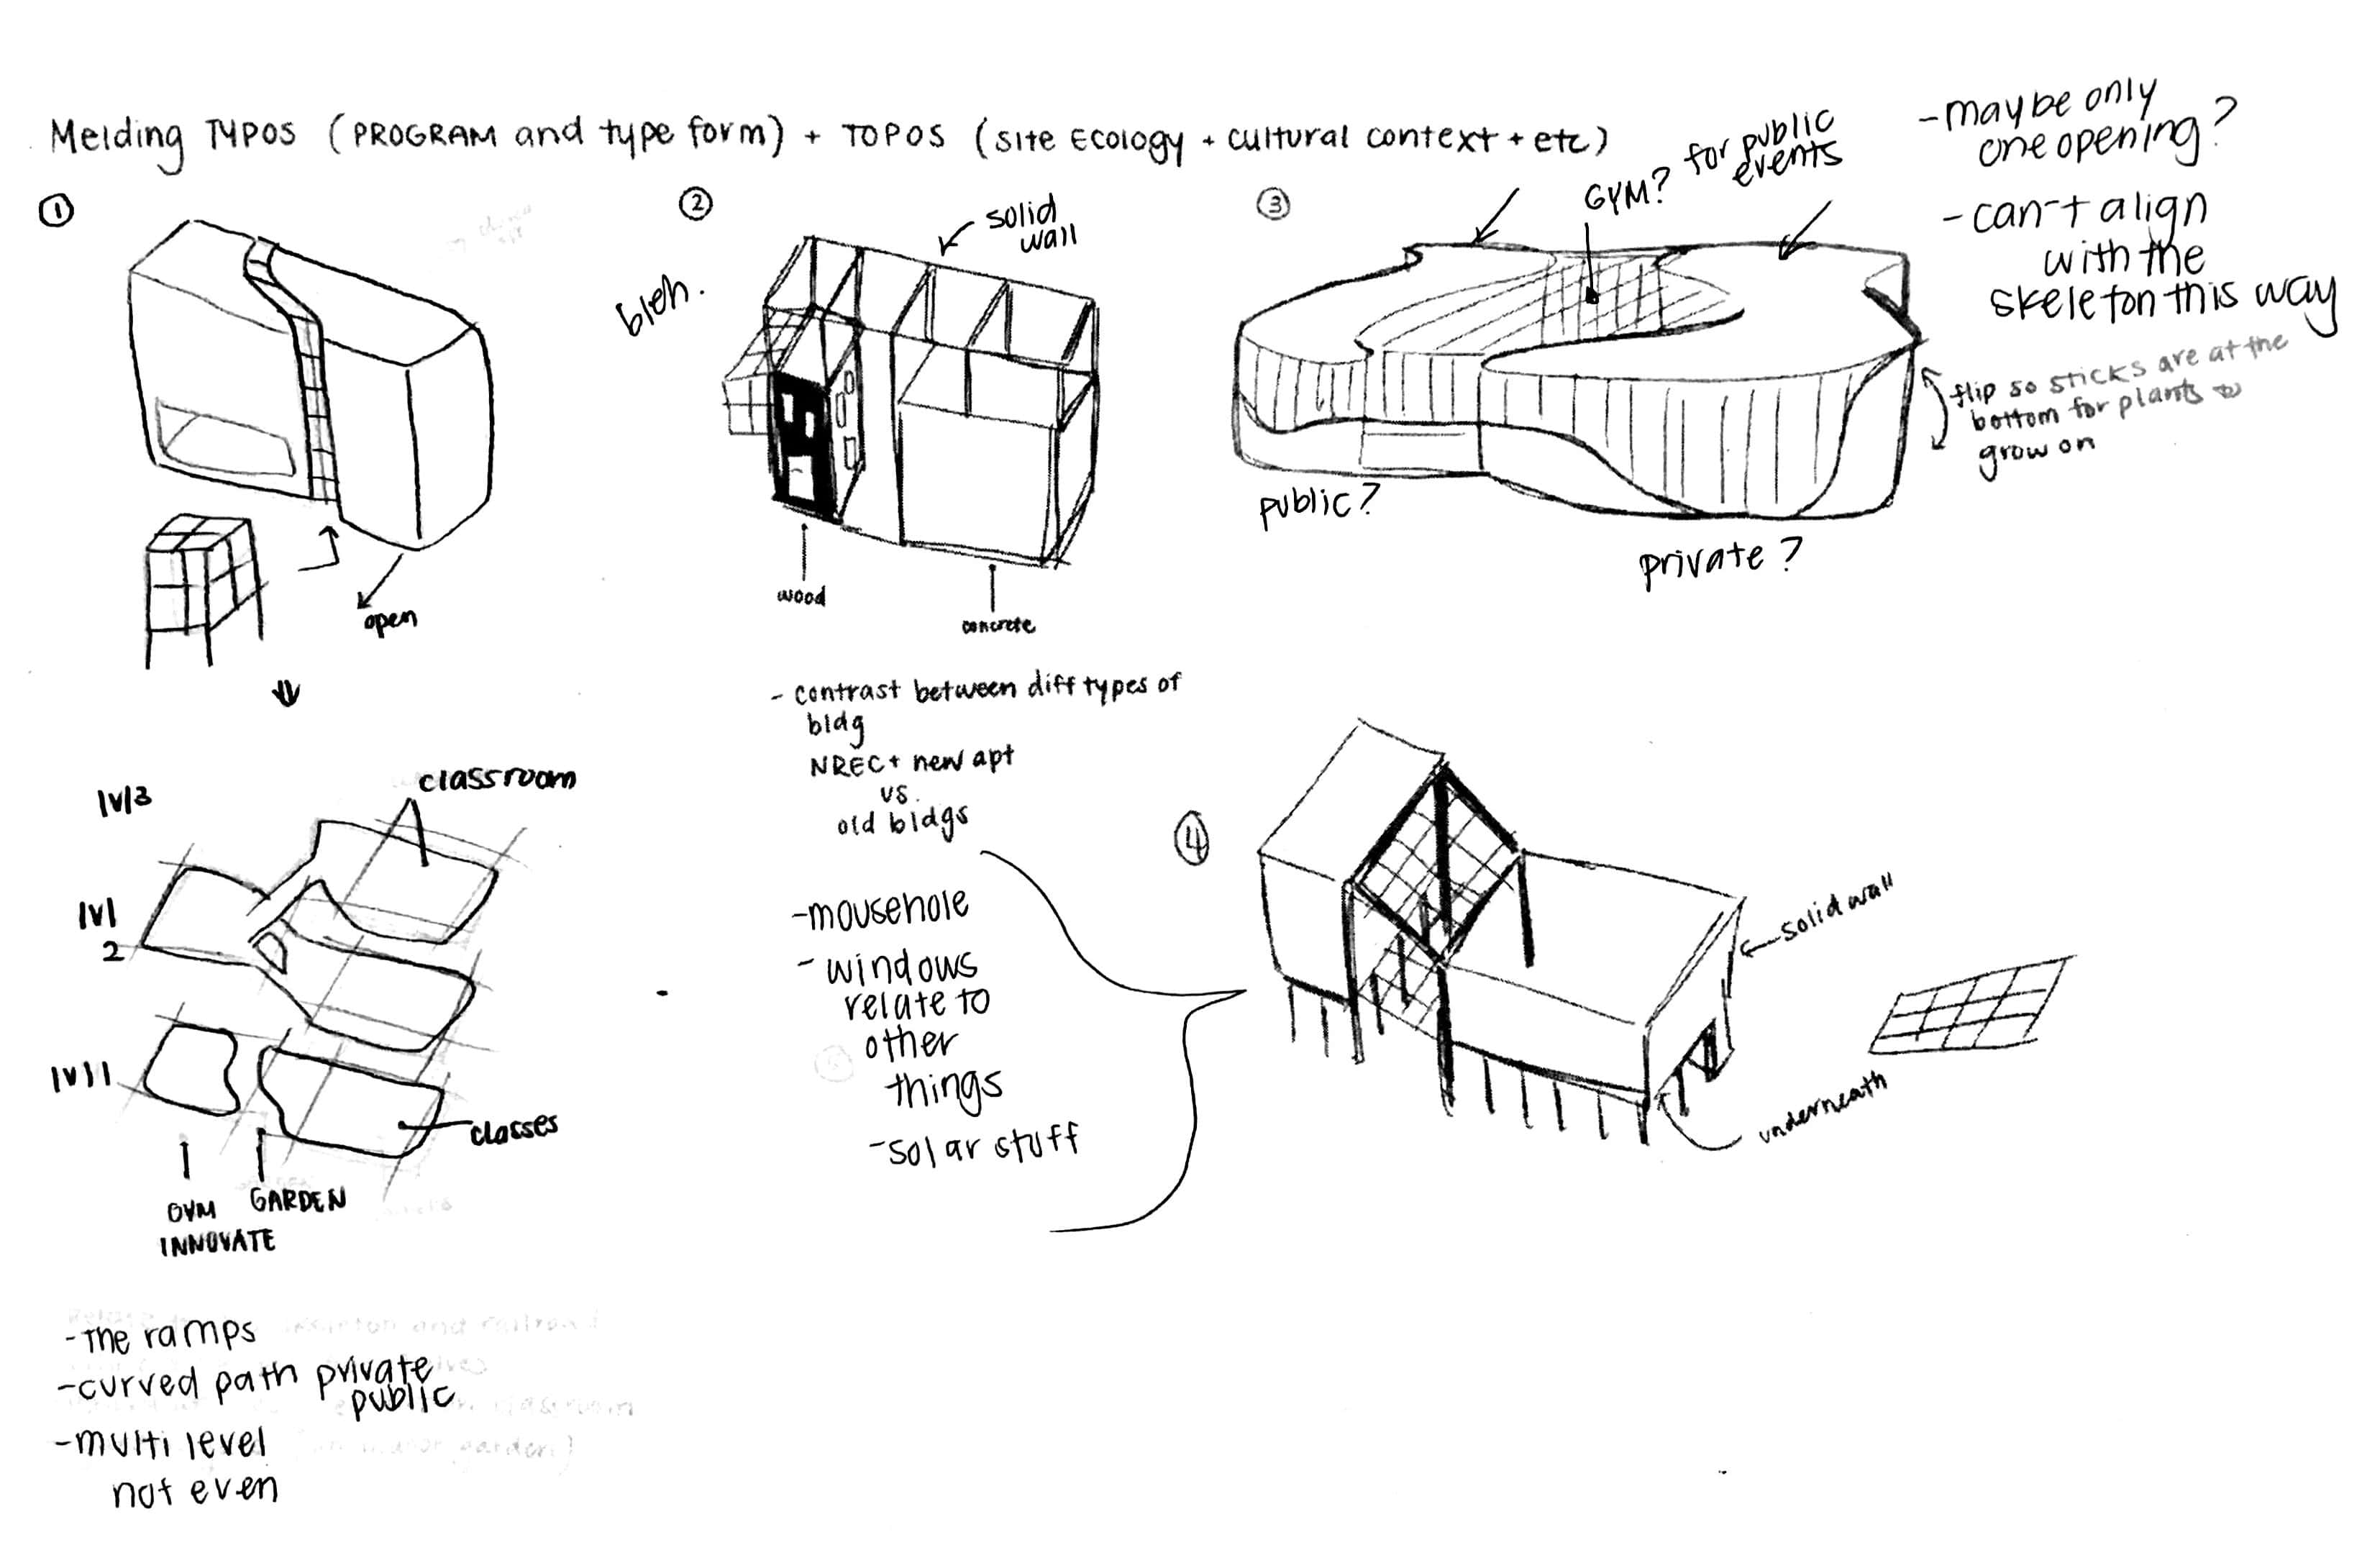 Melding TYPOS (PROGRAM and type form) + TOPOS (site Ecology + cultural context + etc)
①
open
lvl3
classroom
lvl
2
lvl1
classes
GYM
GARDEN
INNOVATE
-the ramps
-curved path private
public
-multi level
not even
②
solid
wall
bleh.
wood
concrete
- contrast between diff types of
bldg
NREC + new apt
vs.
old bldgs
-mousehole
- windows
relate to
other
things
-solar stuff
③
GYM?
for public
events
-maybe only
one opening?
-can't align
with the
skeleton this way
flip so sticks are at the
bottom for plants to
grow on
public?
private?
④
solid wall
underneath